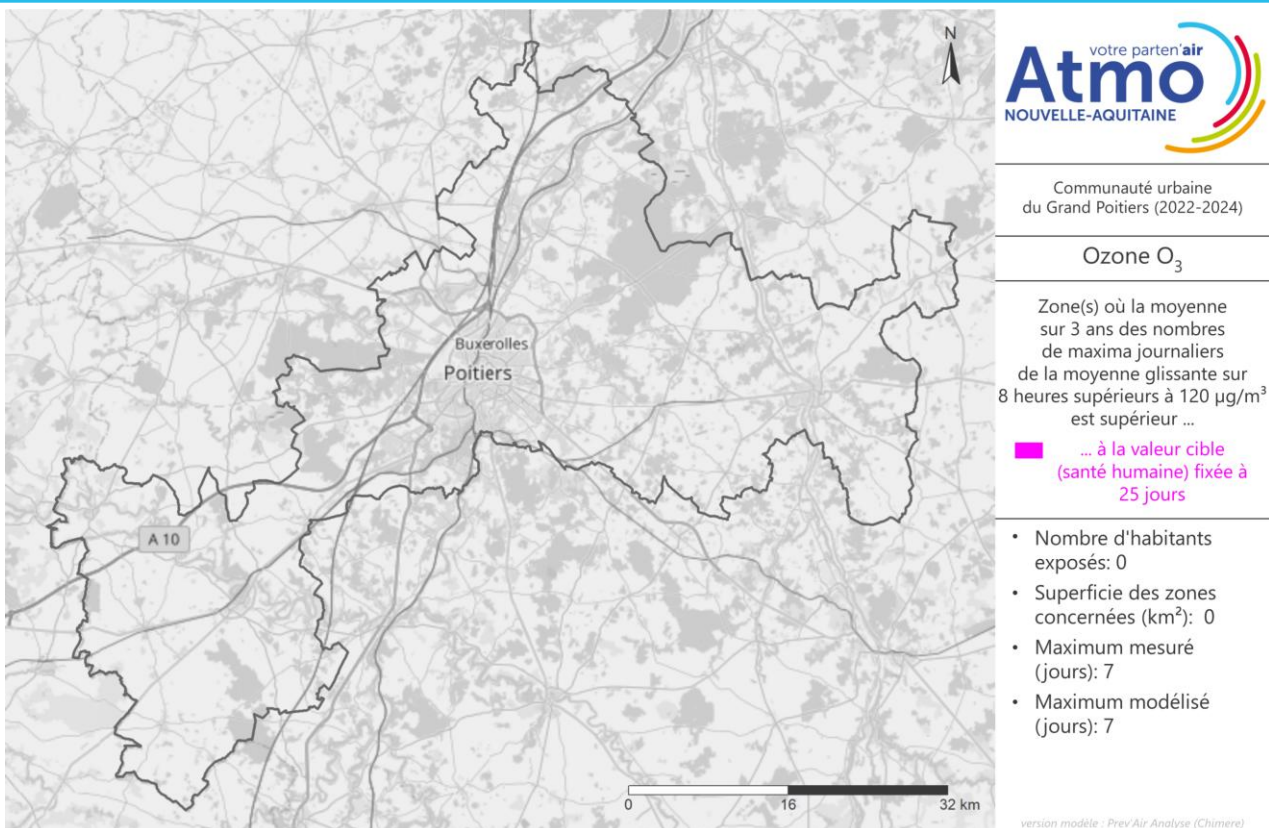 Buxerolles
Poitiers
A 10
N
0 16 32 km
votre parten'air
Atmo
NOUVELLE-AQUITAINE
Communauté urbaine
du Grand Poitiers (2022-2024)
Ozone O₃
Zone(s) où la moyenne
sur 3 ans des nombres
de maxima journaliers
de la moyenne glissante sur
8 heures supérieurs à 120 µg/m³
est supérieur ...
... à la valeur cible
(santé humaine) fixée à
25 jours
• Nombre d'habitants
exposés: 0
• Superficie des zones
concernées (km²): 0
• Maximum mesuré
(jours): 7
• Maximum modélisé
(jours): 7
version modèle : Prev'Air Analyse (Chimere)